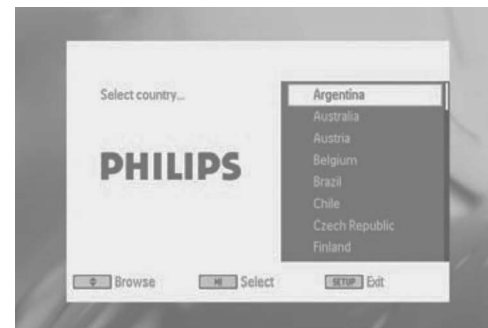 Select country...
PHILIPS
Argentina
Australia
Austria
Belgium
Brazil
Chile
Czech Republic
Finland
Browse
Select
SETUP Exit